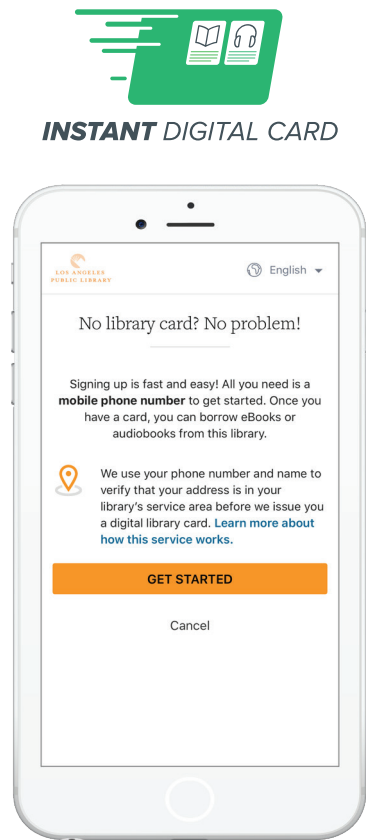 INSTANT DIGITAL CARD
LOS ANGELES
PUBLIC LIBRARY
English
No library card? No problem!
Signing up is fast and easy! All you need is a
mobile phone number to get started. Once you
have a card, you can borrow eBooks or
audiobooks from this library.
We use your phone number and name to
verify that your address is in your
library's service area before we issue you
a digital library card. Learn more about
how this service works.
GET STARTED
Cancel